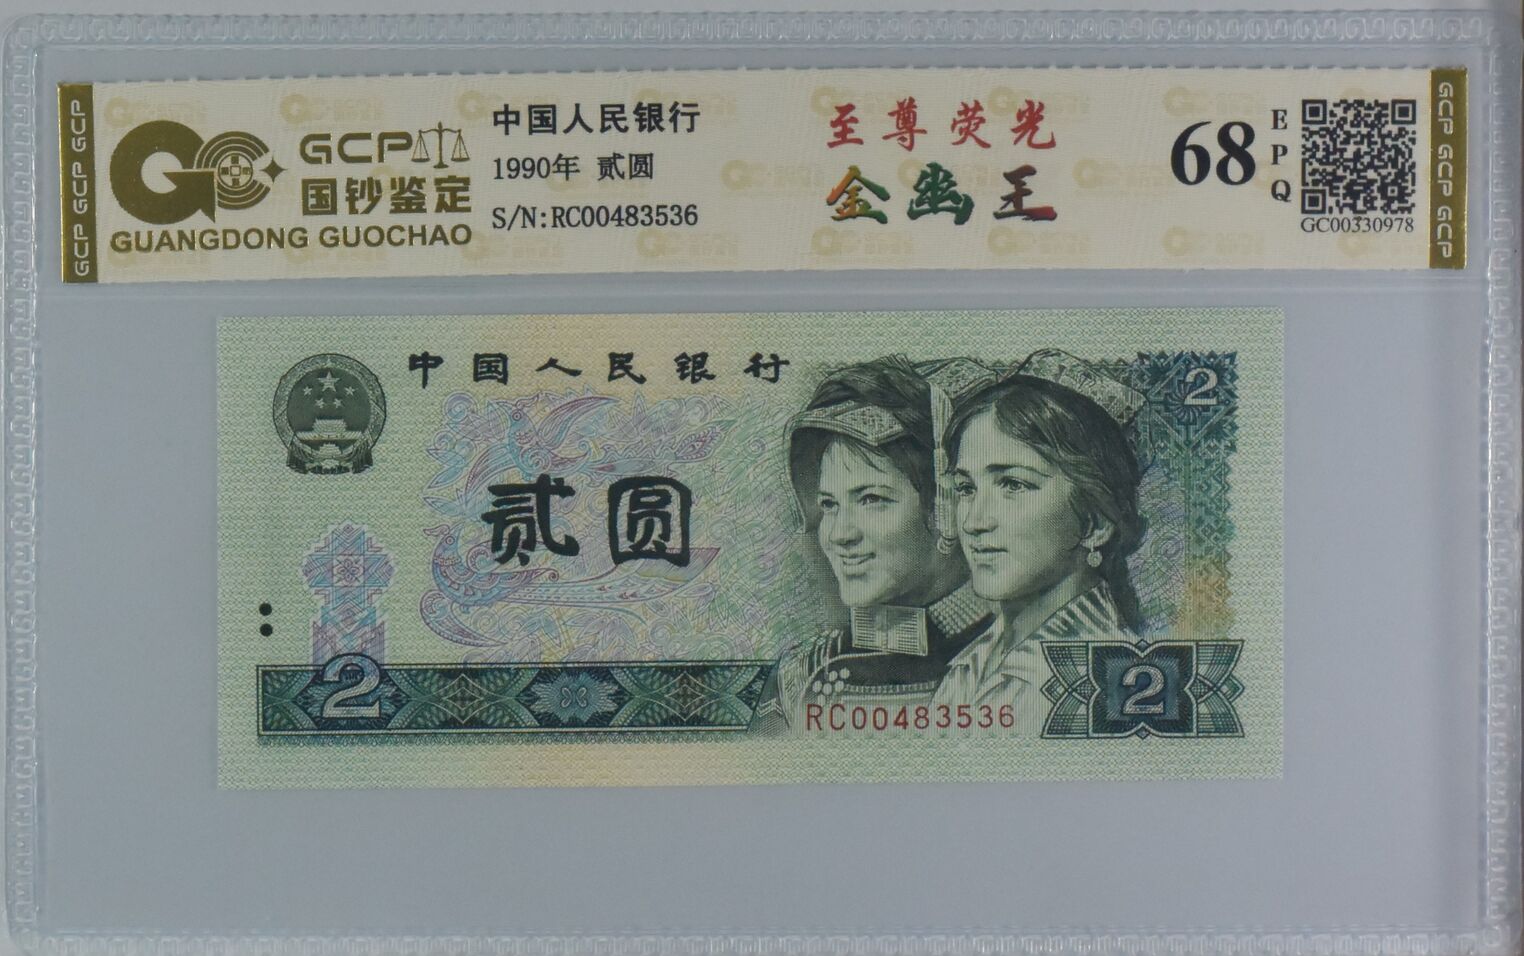 GCP GCP GCP
GCP
国钞鉴定
GUANGDONG GUOCHAO
中国人民银行
1990年 贰圆
S/N:RC00483536
至尊荧光
金幽王
68
EPQ
GC00330978
GCP GCP GCP
中国人民银行
2
贰圆
2
RC00483536
2